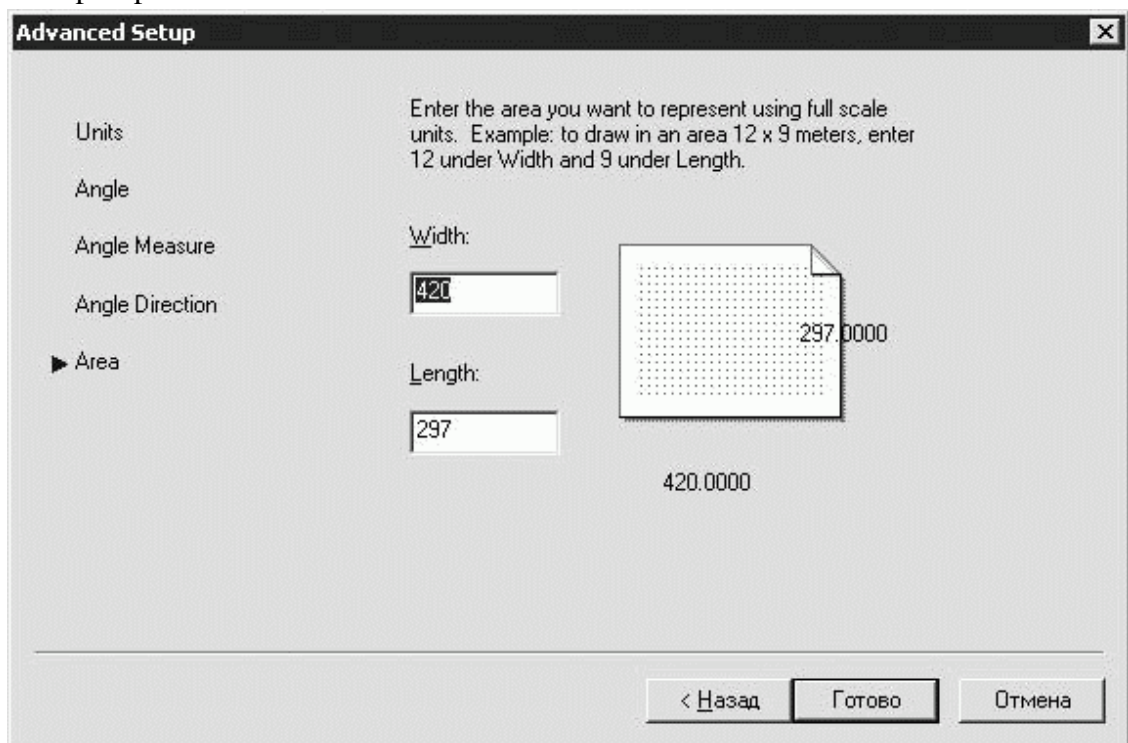 Advanced Setup
Units
Angle
Angle Measure
Angle Direction
Area
Enter the area you want to represent using full scale
units. Example: to draw in an area 12 x 9 meters, enter
12 under Width and 9 under Length.
Width:
420
Length:
297
297.0000
420.0000
< Назад
Готово
Отмена